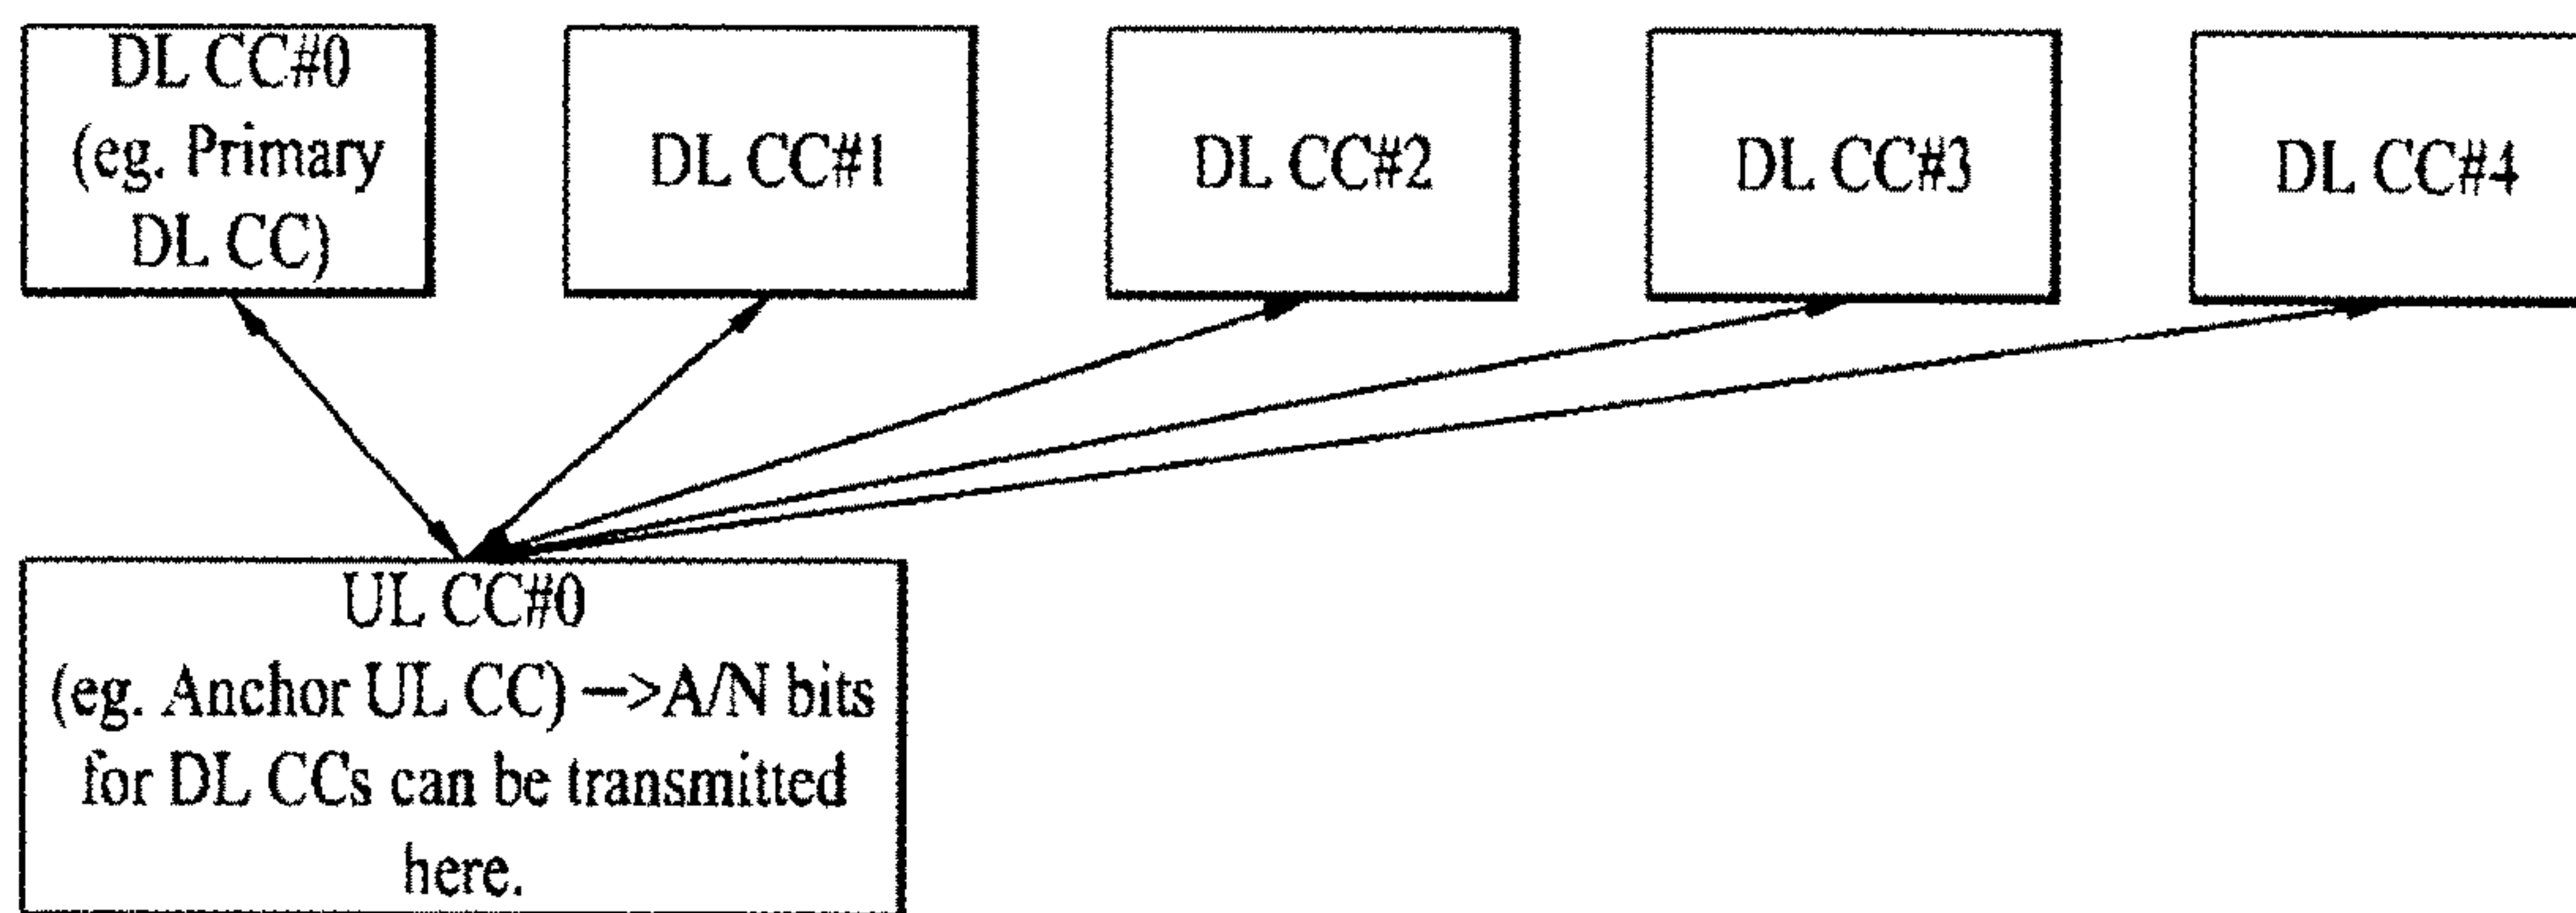 DL CC#0
(eg. Primary
DL CC)
DL CC#1
DL CC#2
DL CC#3
DL CC#4
UL CC#0
(eg. Anchor UL CC) —>A/N bits
for DL CCs can be transmitted
here.